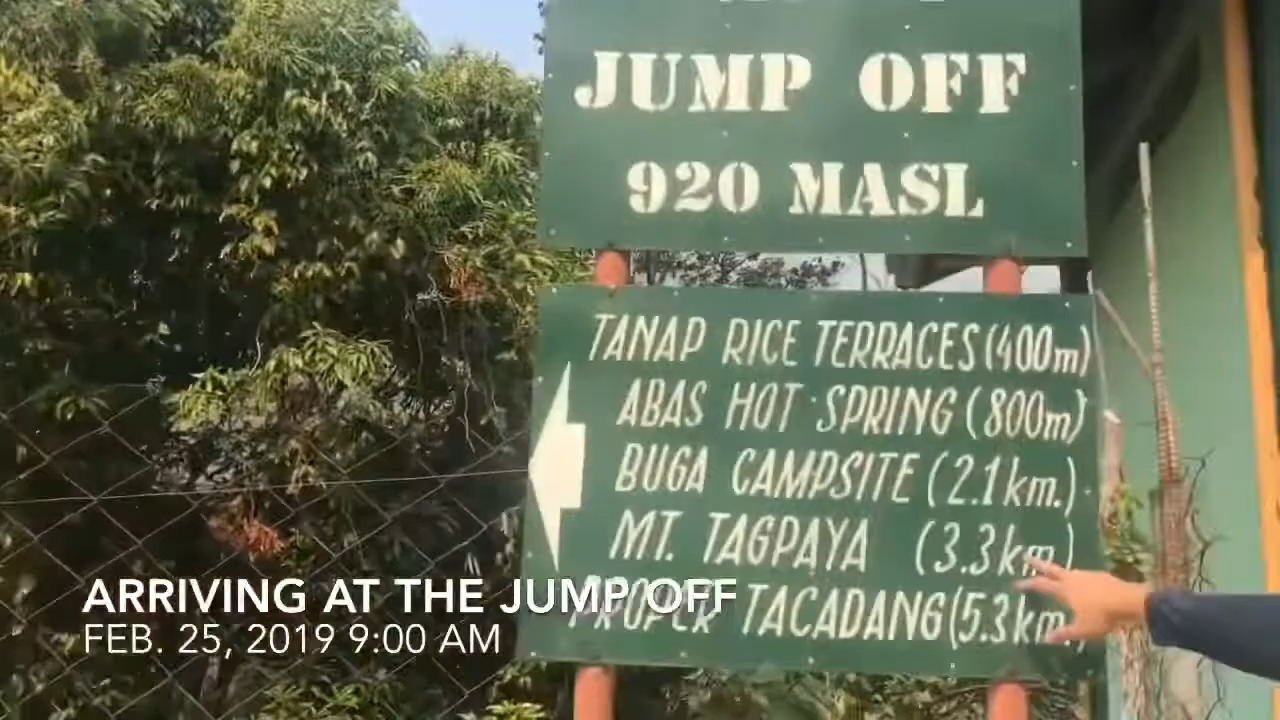 JUMP OFF
920 MASL
TANAP RICE TERRACES (400m)
ABAS HOT SPRING (800m)
BUGA CAMPSITE (2.1km.)
MT. TAGPAYA (3.3km.)
PROPER TACADANG (5.3km.)
ARRIVING AT THE JUMP OFF
FEB. 25, 2019 9:00 AM